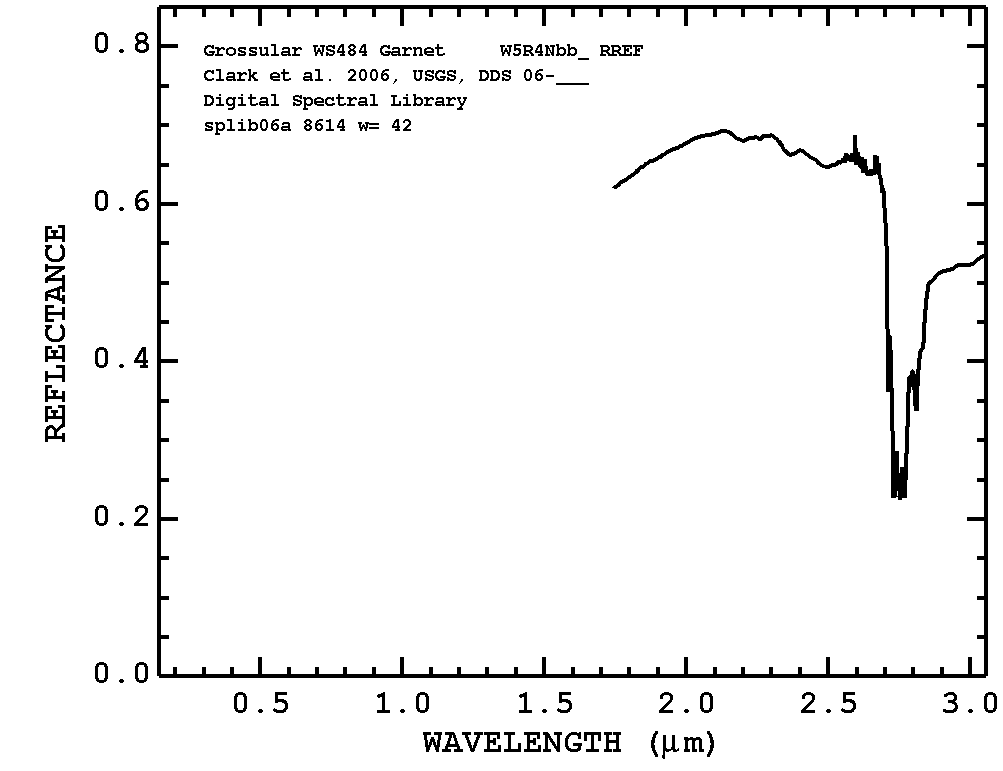 Grossular WS484 Garnet W5R4Nbb_ RREF
Clark et al. 2006, USGS, DDS 06-___
Digital Spectral Library
splib06a 8614 w= 42
0.8
0.6
0.4
0.2
0.0
REFLECTANCE
0.5 1.0 1.5 2.0 2.5 3.0
WAVELENGTH (μm)